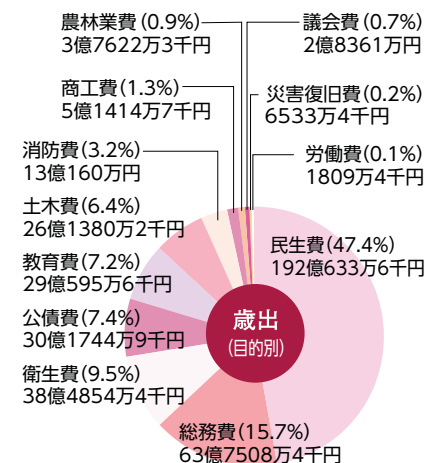 農林業費(0.9%)
3億7622万3千円
議会費(0.7%)
2億8361万円
商工費(1.3%)
5億1414万7千円
災害復旧費(0.2%)
6533万4千円
消防費(3.2%)
13億160万円
労働費(0.1%)
1809万4千円
土木費(6.4%)
26億1380万2千円
民生費(47.4%)
192億633万6千円
教育費(7.2%)
29億595万6千円
公債費(7.4%)
30億1744万9千円
歳出
(目的別)
衛生費(9.5%)
38億4854万4千円
総務費(15.7%)
63億7508万4千円